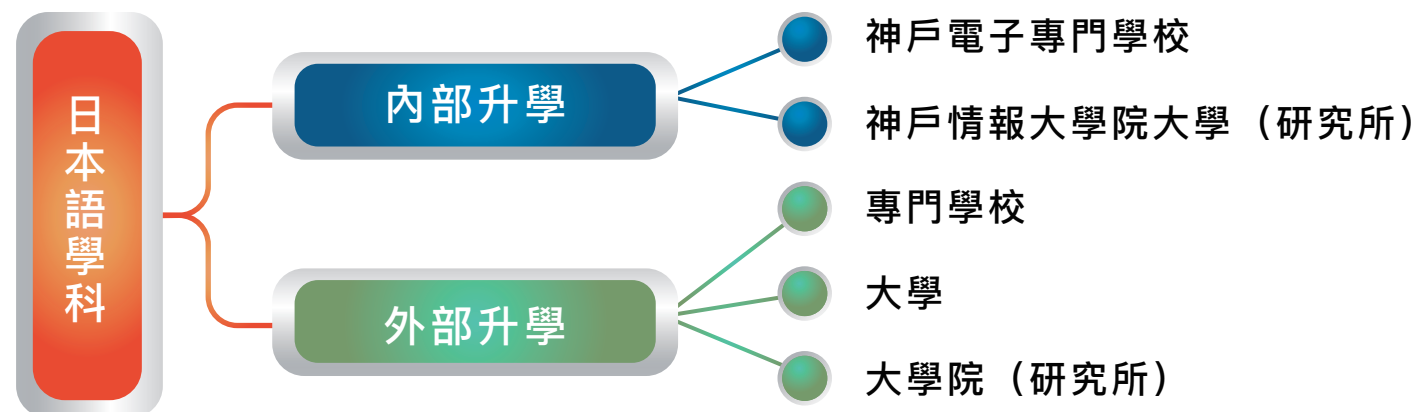 日本語學科
內部升學
神戶電子專門學校
神戶情報大學院大學（研究所）
外部升學
專門學校
大學
大學院（研究所）